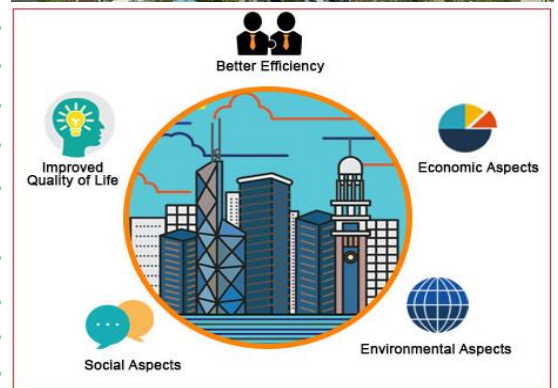 Better Efficiency
Improved
Quality of Life
Economic Aspects
Social Aspects
Environmental Aspects